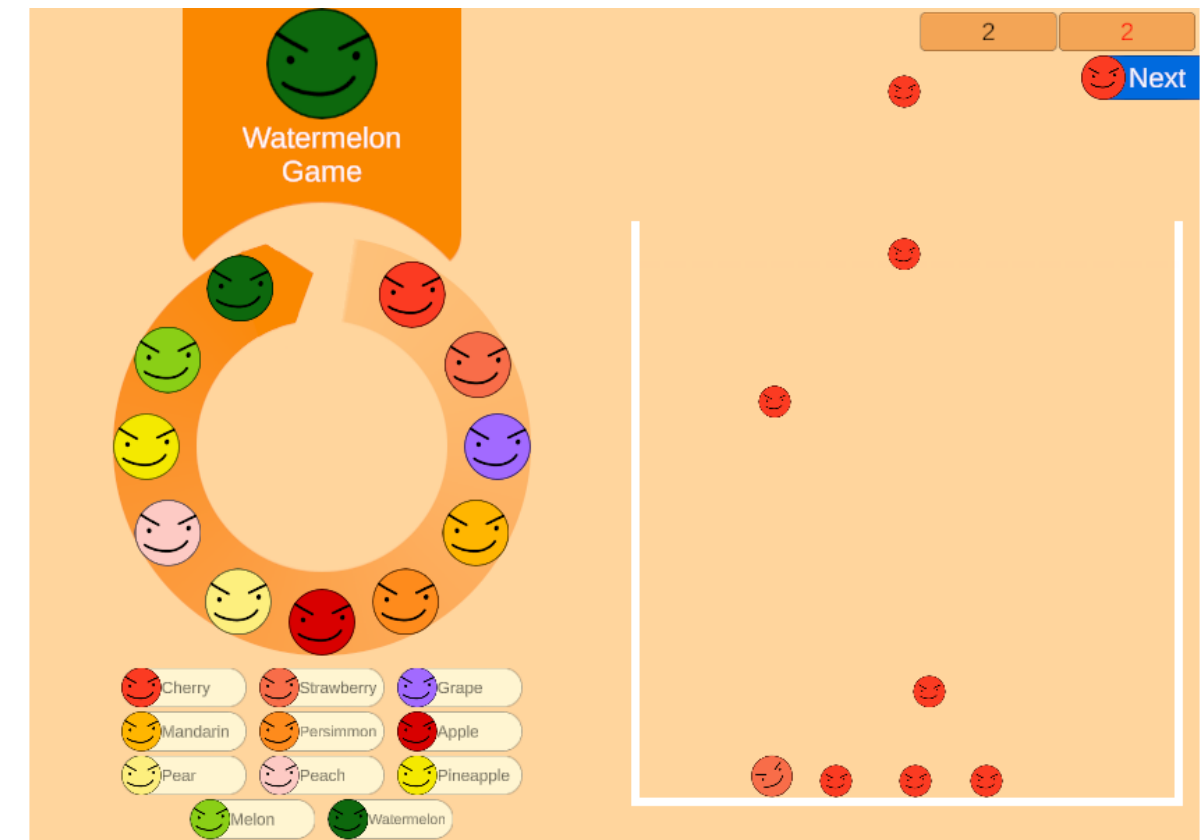 Watermelon
Game
2
2
Next
Cherry
Strawberry
Grape
Mandarin
Persimmon
Apple
Pear
Peach
Pineapple
Melon
Watermelon